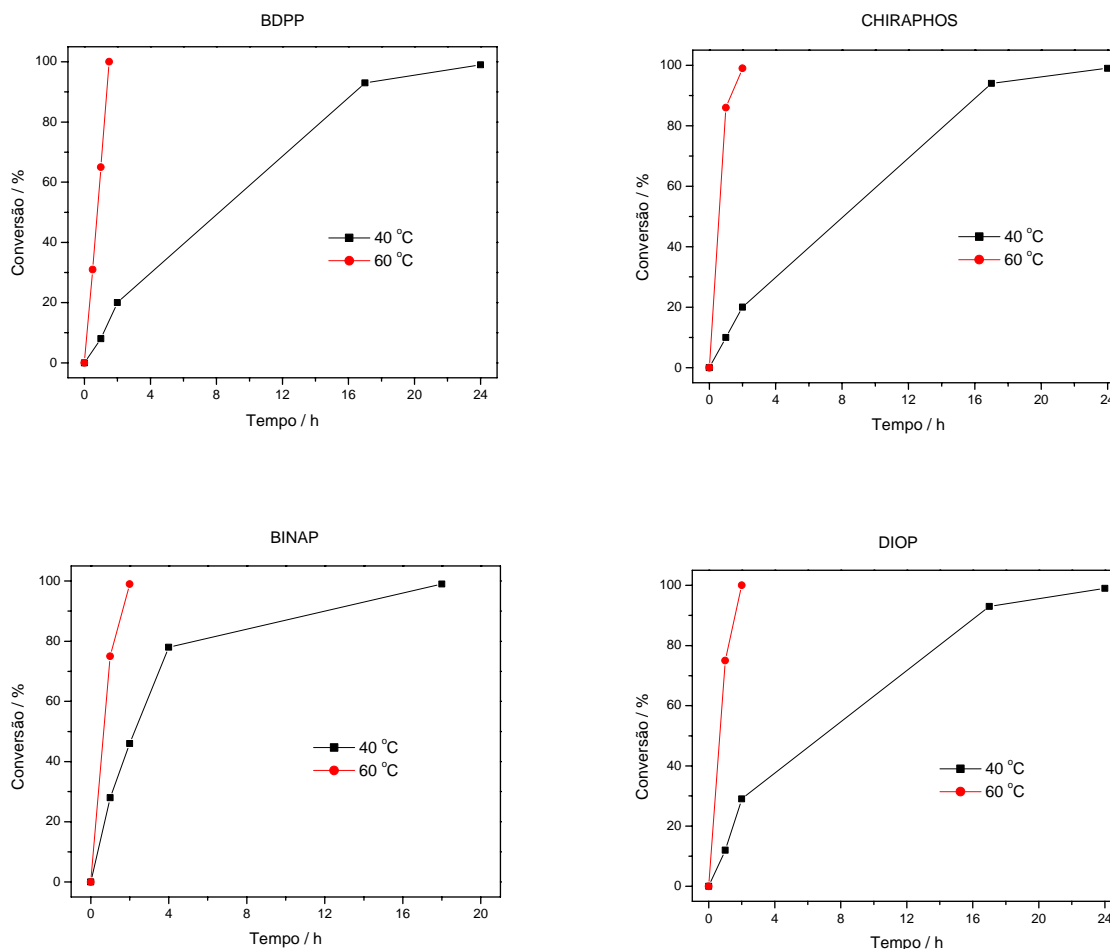 BDPP
100
80
60
40
20
0
Conversão / %
40 °C
60 °C
0 4 8 12 16 20 24
Tempo / h
CHIRAPHOS
100
80
60
40
20
0
Conversão / %
40 °C
60 °C
0 4 8 12 16 20 24
Tempo / h
BINAP
100
80
60
40
20
0
Conversão / %
40 °C
60 °C
0 4 8 12 16 20
Tempo / h
DIOP
100
80
60
40
20
0
Conversão / %
40 °C
60 °C
0 4 8 12 16 20 24
Tempo / h